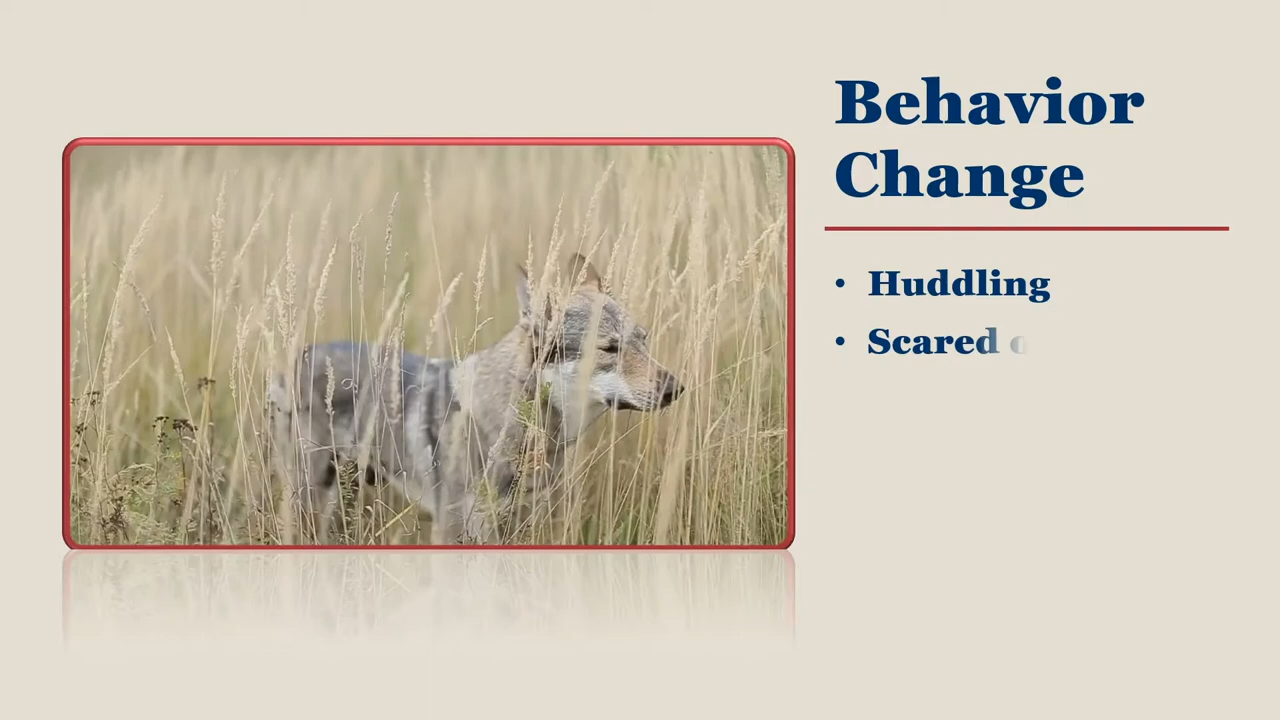 Behavior
Change
• Huddling
• Scared